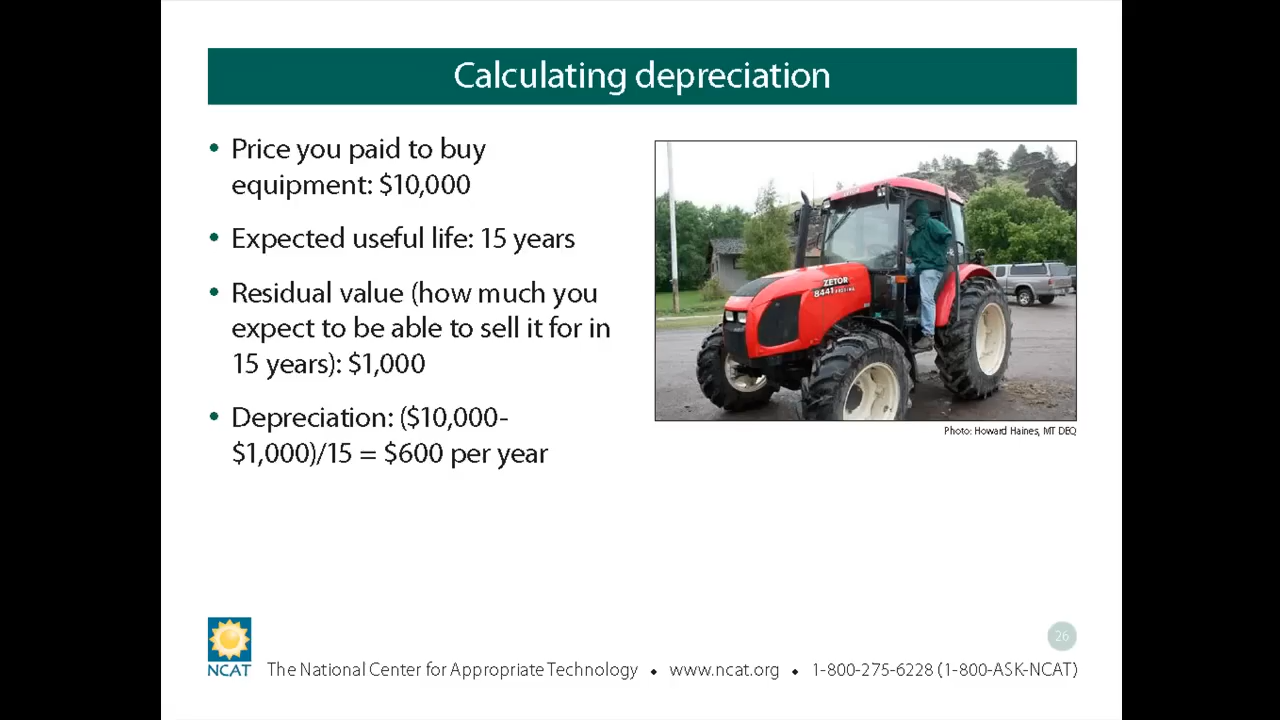 Calculating depreciation
• Price you paid to buy
equipment: $10,000
• Expected useful life: 15 years
• Residual value (how much you
expect to be able to sell it for in
15 years): $1,000
• Depreciation: ($10,000-
$1,000)/15 = $600 per year
ZETOR
8441
Photo: Howard Haines, MT DEQ
26
NCAT
The National Center for Appropriate Technology • www.ncat.org • 1-800-275-6228 (1-800-ASK-NCAT)